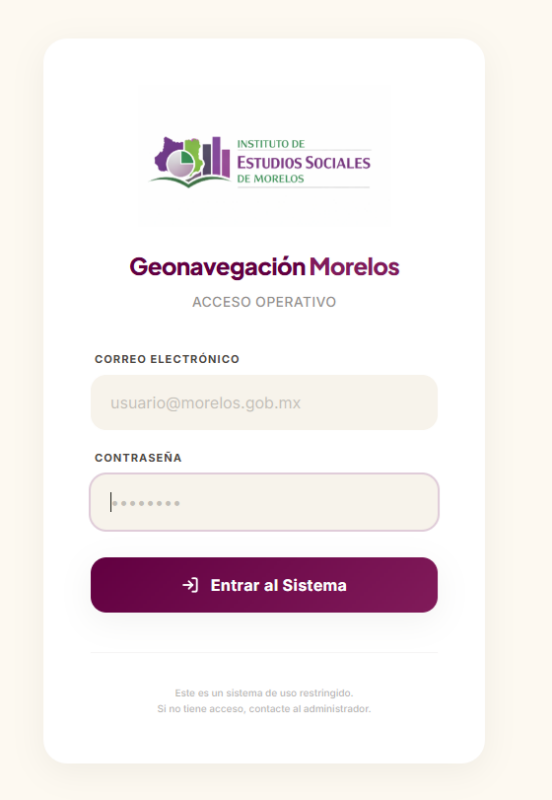 INSTITUTO DE
ESTUDIOS SOCIALES
DE MORELOS
Geonavegación Morelos
ACCESO OPERATIVO
CORREO ELECTRÓNICO
usuario@morelos.gob.mx
CONTRASEÑA
••••••••
Entrar al Sistema
Este es un sistema de uso restringido.
Si no tiene acceso, contacte al administrador.